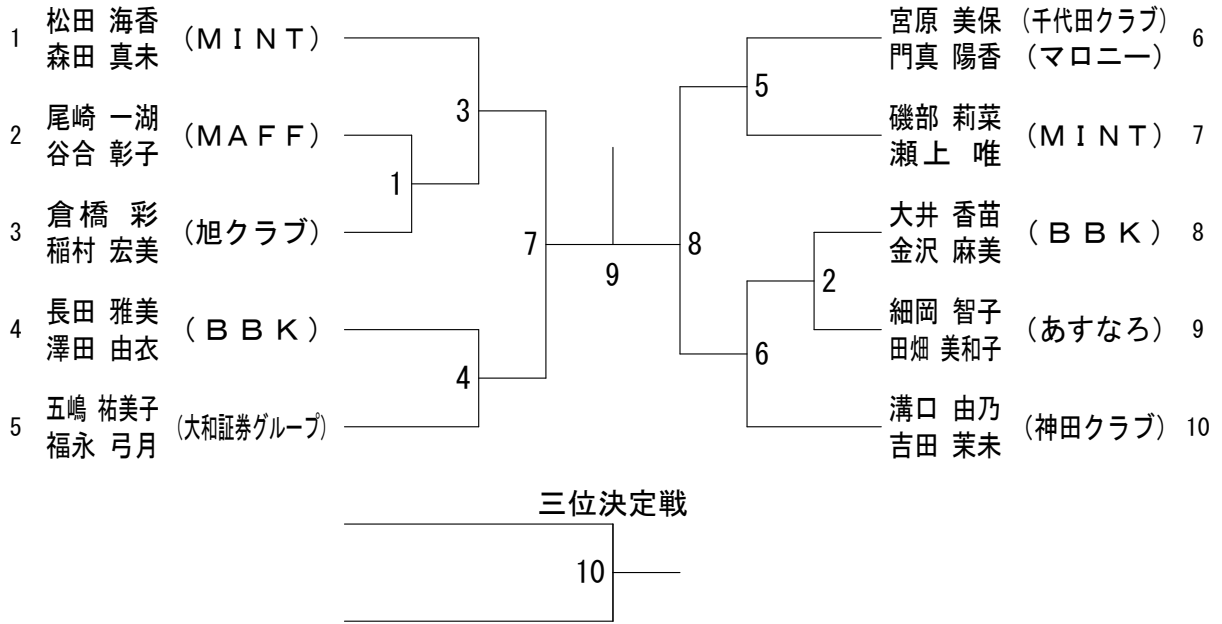 1 松田 海香 (ＭＩＮＴ)
森田 真未
2 尾崎 一湖 (ＭＡＦＦ)
谷合 彰子
3 倉橋 彩 (旭クラブ)
稲村 宏美
4 長田 雅美 (ＢＢＫ)
澤田 由衣
5 五嶋 祐美子 (大和証券グループ)
福永 弓月
3
1
7
4
9
5
8
2
6
宮原 美保 (千代田クラブ) 6
門真 陽香 (マロニー)
磯部 莉菜 (ＭＩＮＴ) 7
瀬上 唯
大井 香苗 (ＢＢＫ) 8
金沢 麻美
細岡 智子 (あすなろ) 9
田畑 美和子
溝口 由乃 (神田クラブ) 10
吉田 茉未
三位決定戦
10